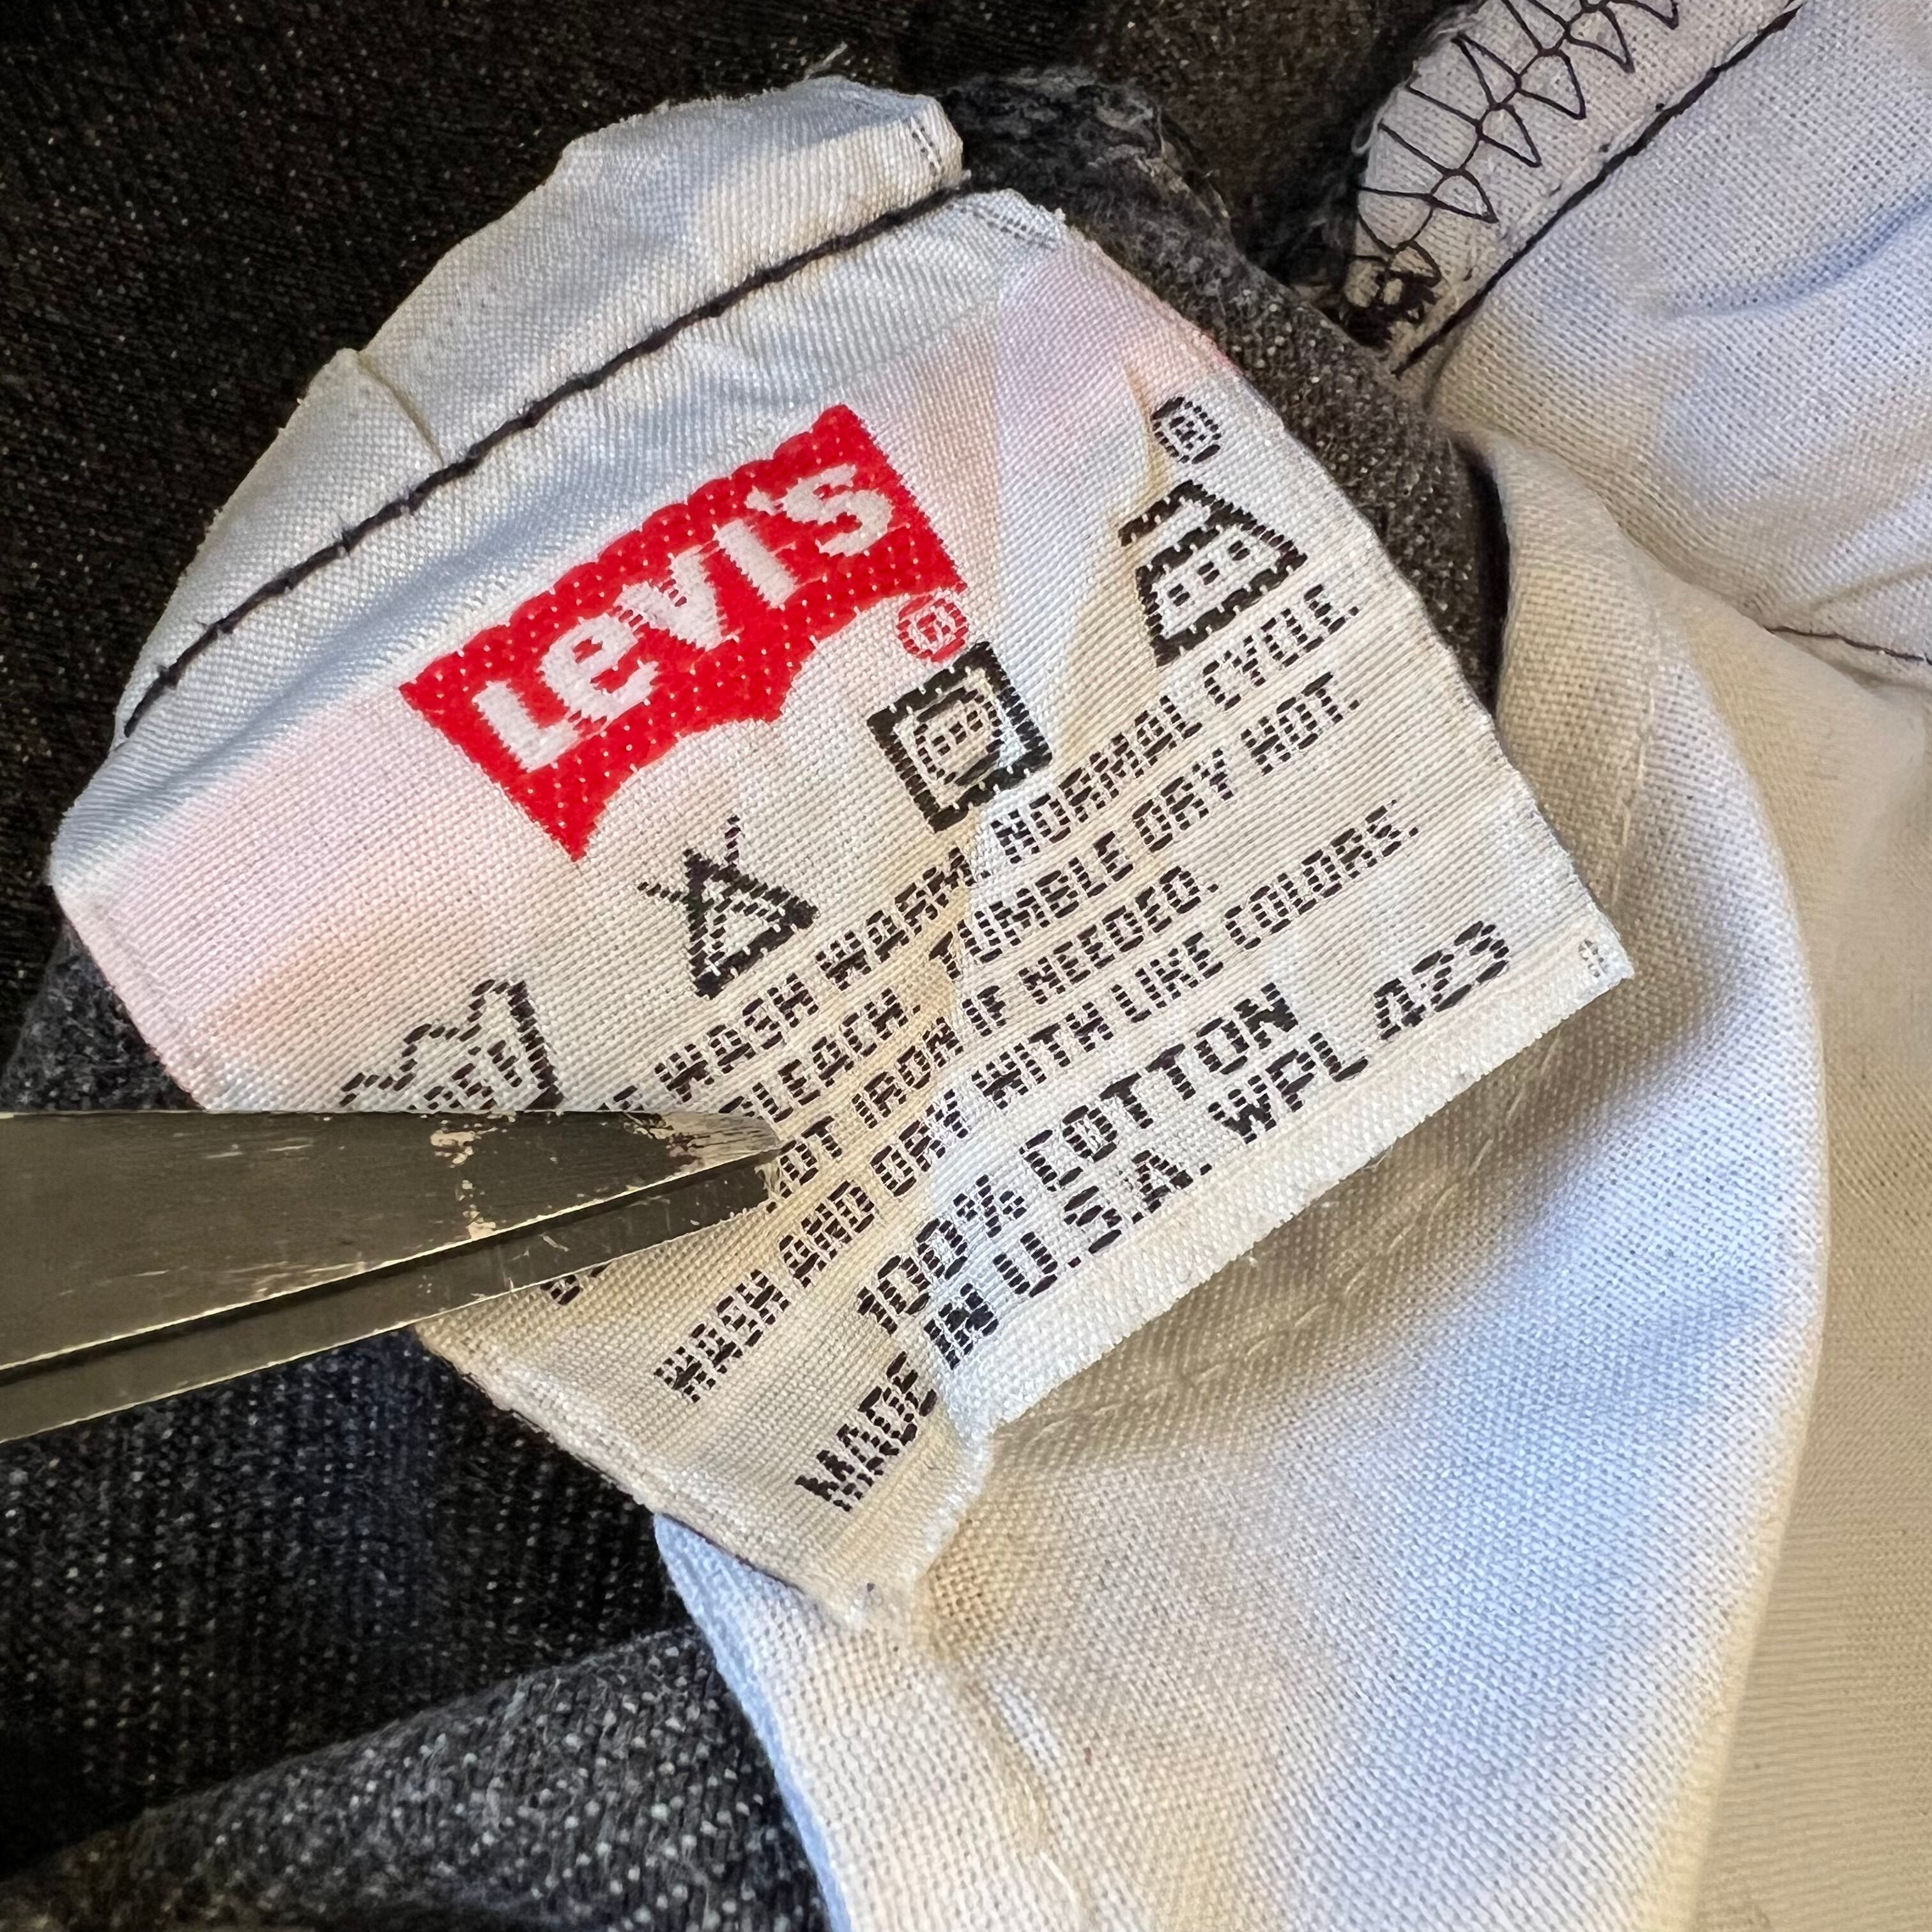 Levi's
®
®
WASH WARM. NORMAL CYCLE.
BLEACH. TUMBLE DRY HOT.
NOT IRON IF NEEDED.
WASH AND DRY WITH LIKE COLORS.
100% COTTON
MADE IN U.S.A. WPL 423